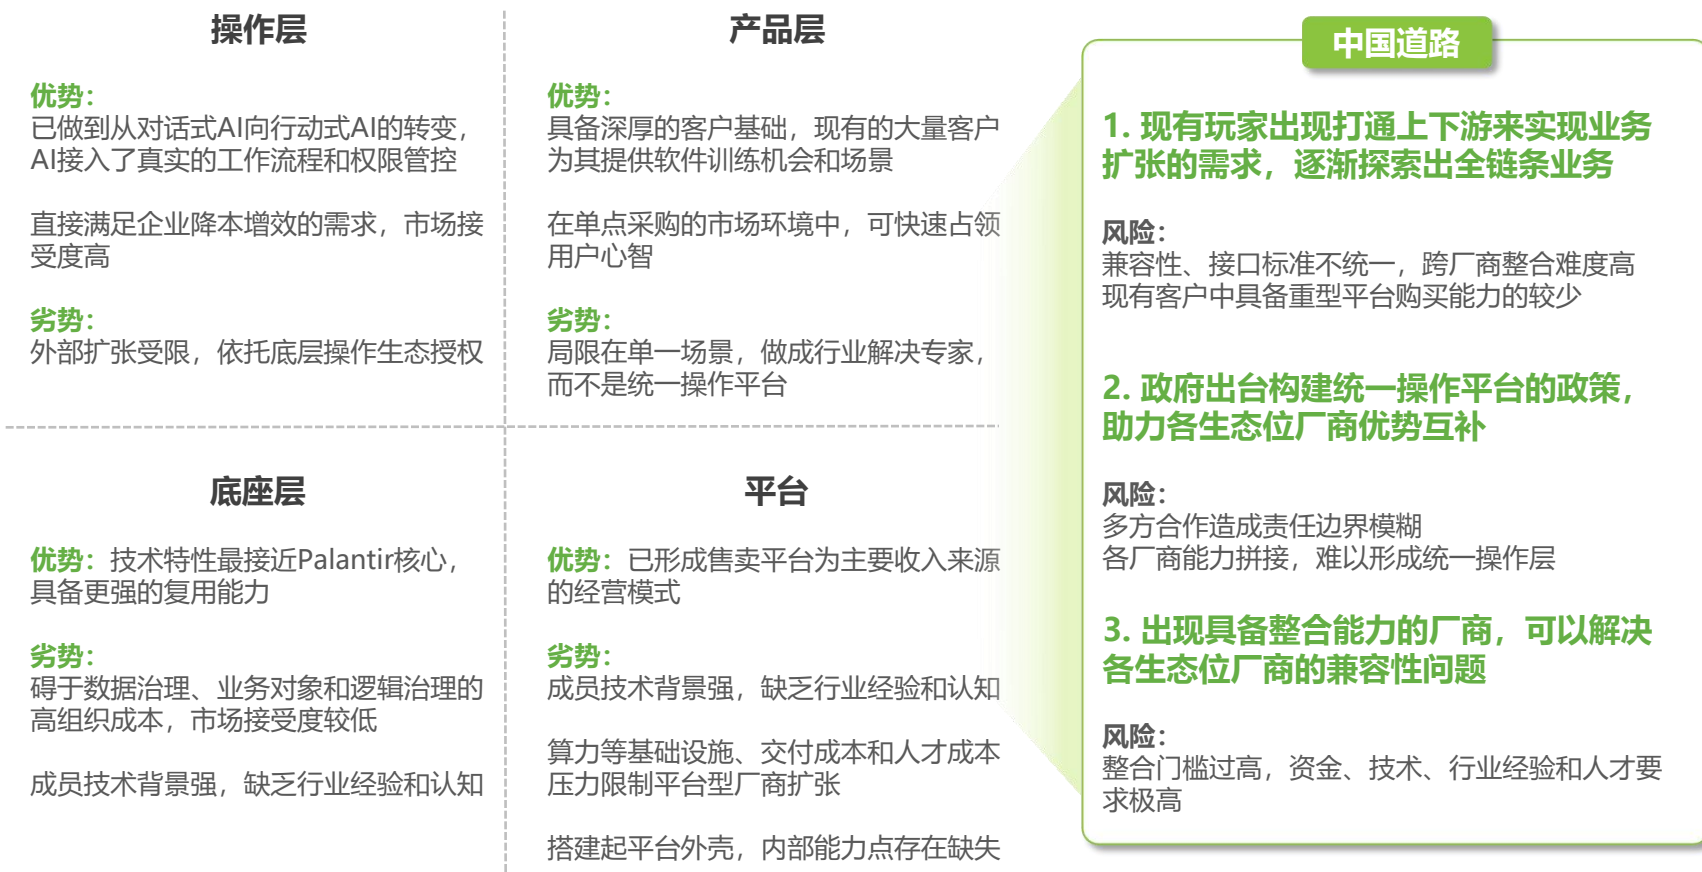 操作层
优势：
已做到从对话式AI向行动式AI的转变，
AI接入了真实的工作流程和权限管控
直接满足企业降本增效的需求，市场接
受度高
劣势：
外部扩张受限，依托底层操作生态授权
产品层
优势：
具备深厚的客户基础，现有的大量客户
为其提供软件训练机会和场景
在单点采购的市场环境中，可快速占领
用户心智
劣势：
局限在单一场景，做成行业解决专家，
而不是统一操作平台
底座层
优势：技术特性最接近Palantir核心，
具备更强的复用能力
劣势：
碍于数据治理、业务对象和逻辑治理的
高组织成本，市场接受度较低
成员技术背景强，缺乏行业经验和认知
平台
优势：已形成售卖平台为主要收入来源
的经营模式
劣势：
成员技术背景强，缺乏行业经验和认知
算力等基础设施、交付成本和人才成本
压力限制平台型厂商扩张
搭建起平台外壳，内部能力点存在缺失
中国道路
1. 现有玩家出现打通上下游来实现业务
扩张的需求，逐渐探索出全链条业务
风险：
兼容性、接口标准不统一，跨厂商整合难度高
现有客户中具备重型平台购买能力的较少
2. 政府出台构建统一操作平台的政策，
助力各生态位厂商优势互补
风险：
多方合作造成责任边界模糊
各厂商能力拼接，难以形成统一操作层
3. 出现具备整合能力的厂商，可以解决
各生态位厂商的兼容性问题
风险：
整合门槛过高，资金、技术、行业经验和人才要
求极高